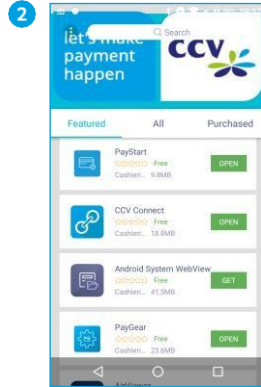 2
let's make
Search
payment
happen
CCV
Featured All Purchased
PayStart
Free
OPEN
Cashieri... 9.8MB
CCV Connect
Free
OPEN
Cashieri... 18.8MB
Android System WebView
Free
GET
Cashieri... 41.5MB
PayGear
Free
OPEN
Cashieri... 23.6MB
AirViewer